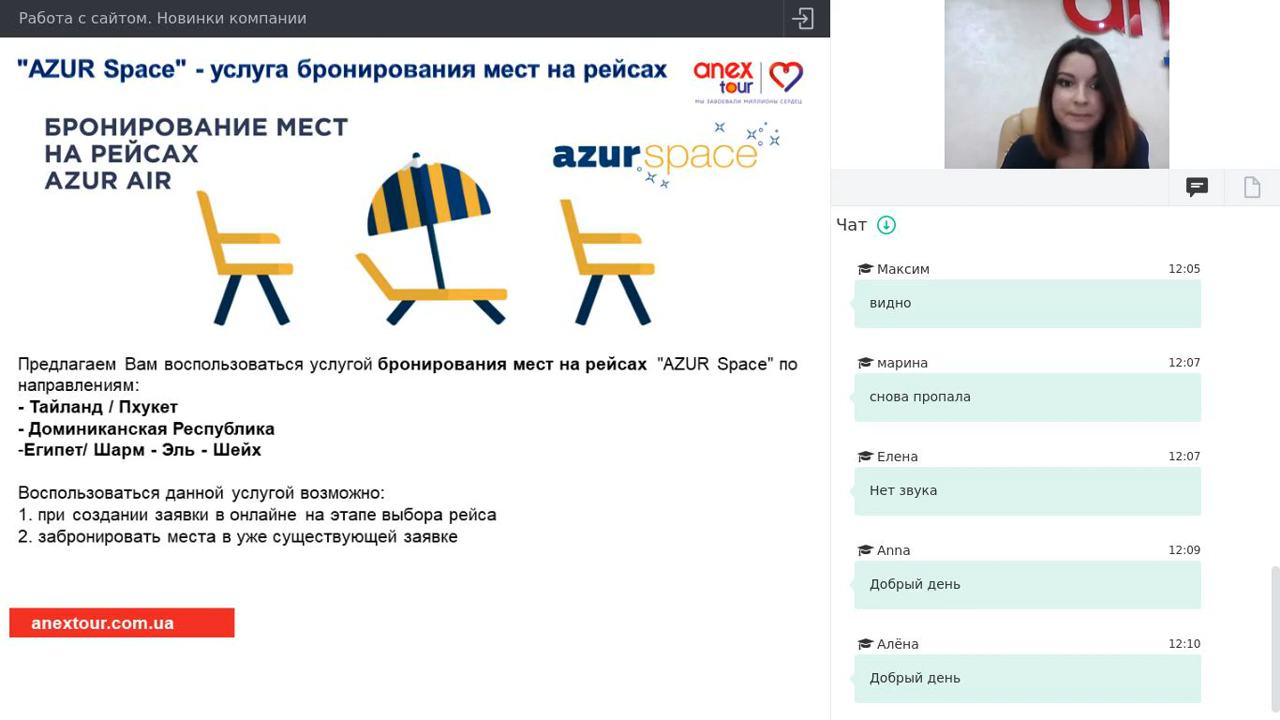 Работа с сайтом. Новинки компании
"AZUR Space" - услуга бронирования мест на рейсах
anex
tour
МЫ ЗАВОЕВАЛИ МИЛЛИОНЫ СЕРДЕЦ
БРОНИРОВАНИЕ МЕСТ
НА РЕЙСАХ
AZUR AIR
azurspace
Предлагаем Вам воспользоваться услугой бронирования мест на рейсах "AZUR Space" по
направлениям:
- Тайланд / Пхукет
- Доминиканская Республика
-Египет/ Шарм - Эль - Шейх
Воспользоваться данной услугой возможно:
1. при создании заявки в онлайне на этапе выбора рейса
2. забронировать места в уже существующей заявке
anextour.com.ua
Чат
Максим 12:05
видно
марина 12:07
снова пропала
Елена 12:07
Нет звука
Anna 12:09
Добрый день
Алёна 12:10
Добрый день